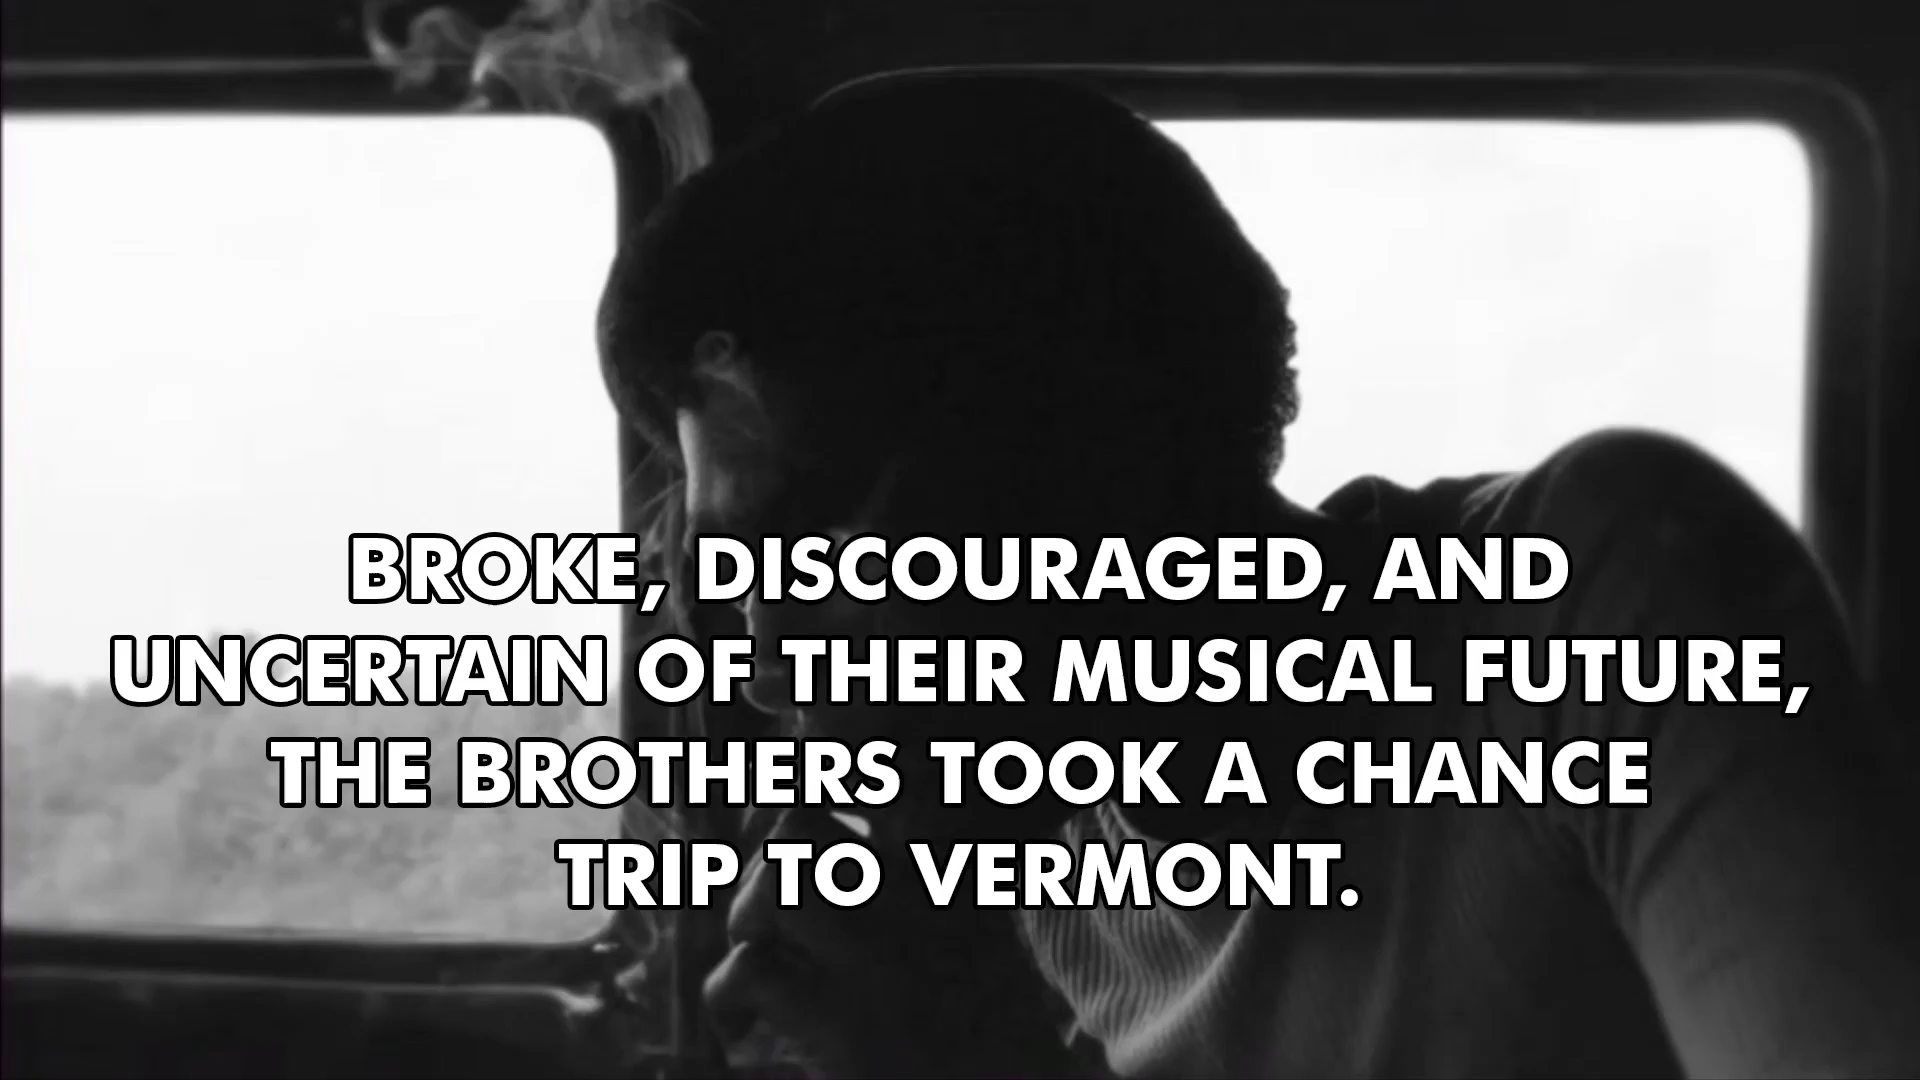 BROKE, DISCOURAGED, AND
UNCERTAIN OF THEIR MUSICAL FUTURE,
THE BROTHERS TOOK A CHANCE
TRIP TO VERMONT.